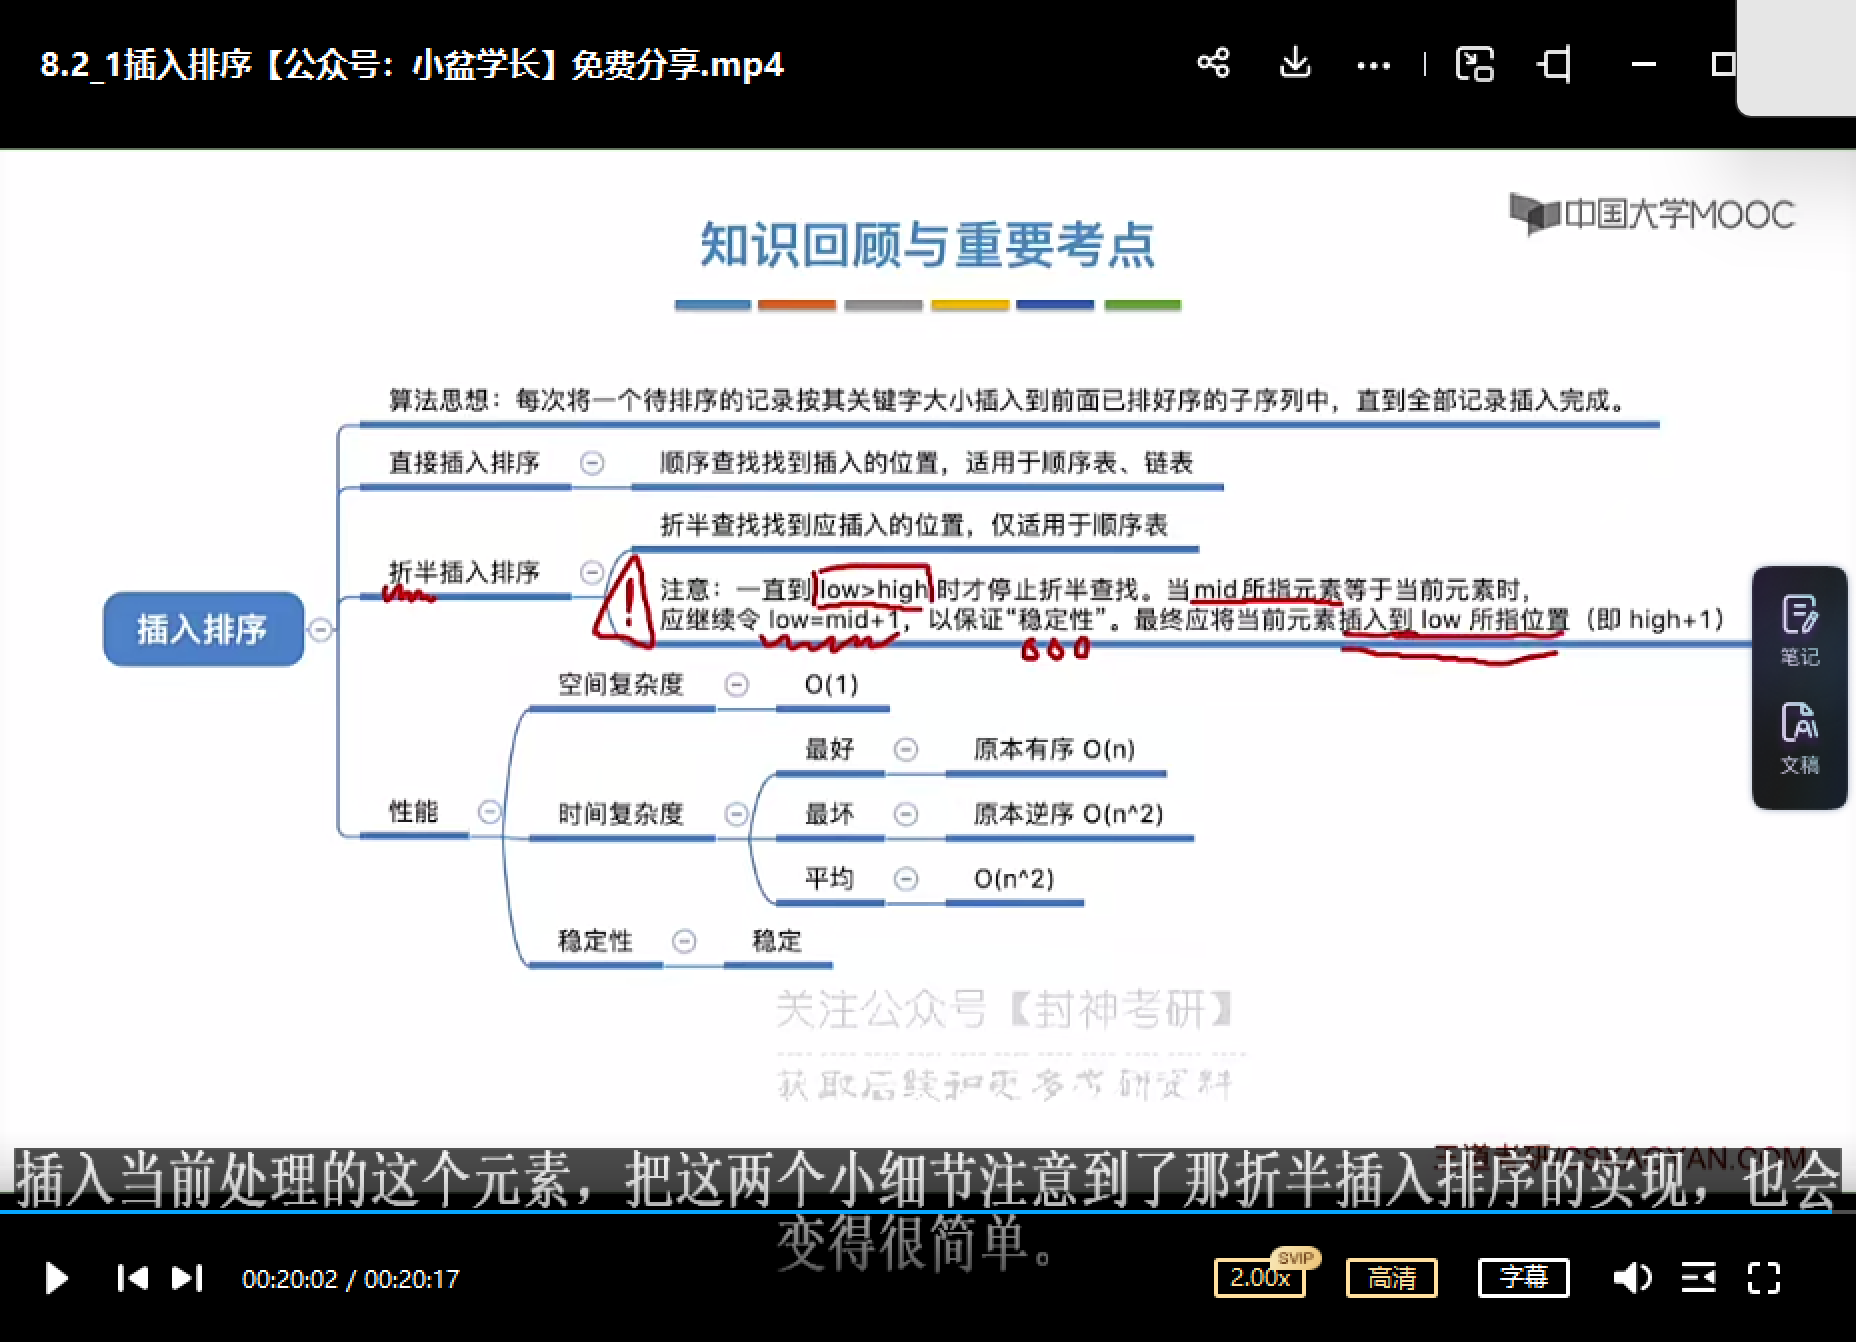 8.2_1插入排序【公众号：小盆学长】免费分享.mp4
中国大学MOOC
知识回顾与重要考点
算法思想：每次将一个待排序的记录按其关键字大小插入到前面已排好序的子序列中，直到全部记录插入完成。
直接插入排序
顺序查找找到插入的位置，适用于顺序表、链表
折半查找找到应插入的位置，仅适用于顺序表
折半插入排序
注意：一直到low>high时才停止折半查找。当mid所指元素等于当前元素时，
应继续令 low=mid+1，以保证“稳定性”。最终应将当前元素插入到 low 所指位置（即 high+1）
插入排序
空间复杂度
O(1)
最好
原本有序 O(n)
性能
时间复杂度
最坏
原本逆序 O(n^2)
平均
O(n^2)
稳定性
稳定
笔记
文稿
关注公众号【封神考研】
获取后续和更多考研资料
王道考研/CSKAOYAN.COM
插入当前处理的这个元素，把这两个小细节注意到了那折半插入排序的实现，也会
变得很简单。
00:20:02 / 00:20:17
2.00x
SVIP
高清
字幕